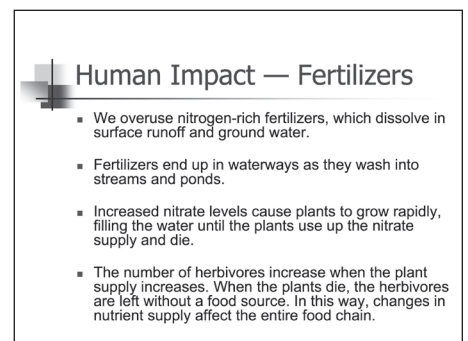 Human Impact — Fertilizers
We overuse nitrogen-rich fertilizers, which dissolve in
surface runoff and ground water.
Fertilizers end up in waterways as they wash into
streams and ponds.
Increased nitrate levels cause plants to grow rapidly,
filling the water until the plants use up the nitrate
supply and die.
The number of herbivores increase when the plant
supply increases. When the plants die, the herbivores
are left without a food source. In this way, changes in
nutrient supply affect the entire food chain.